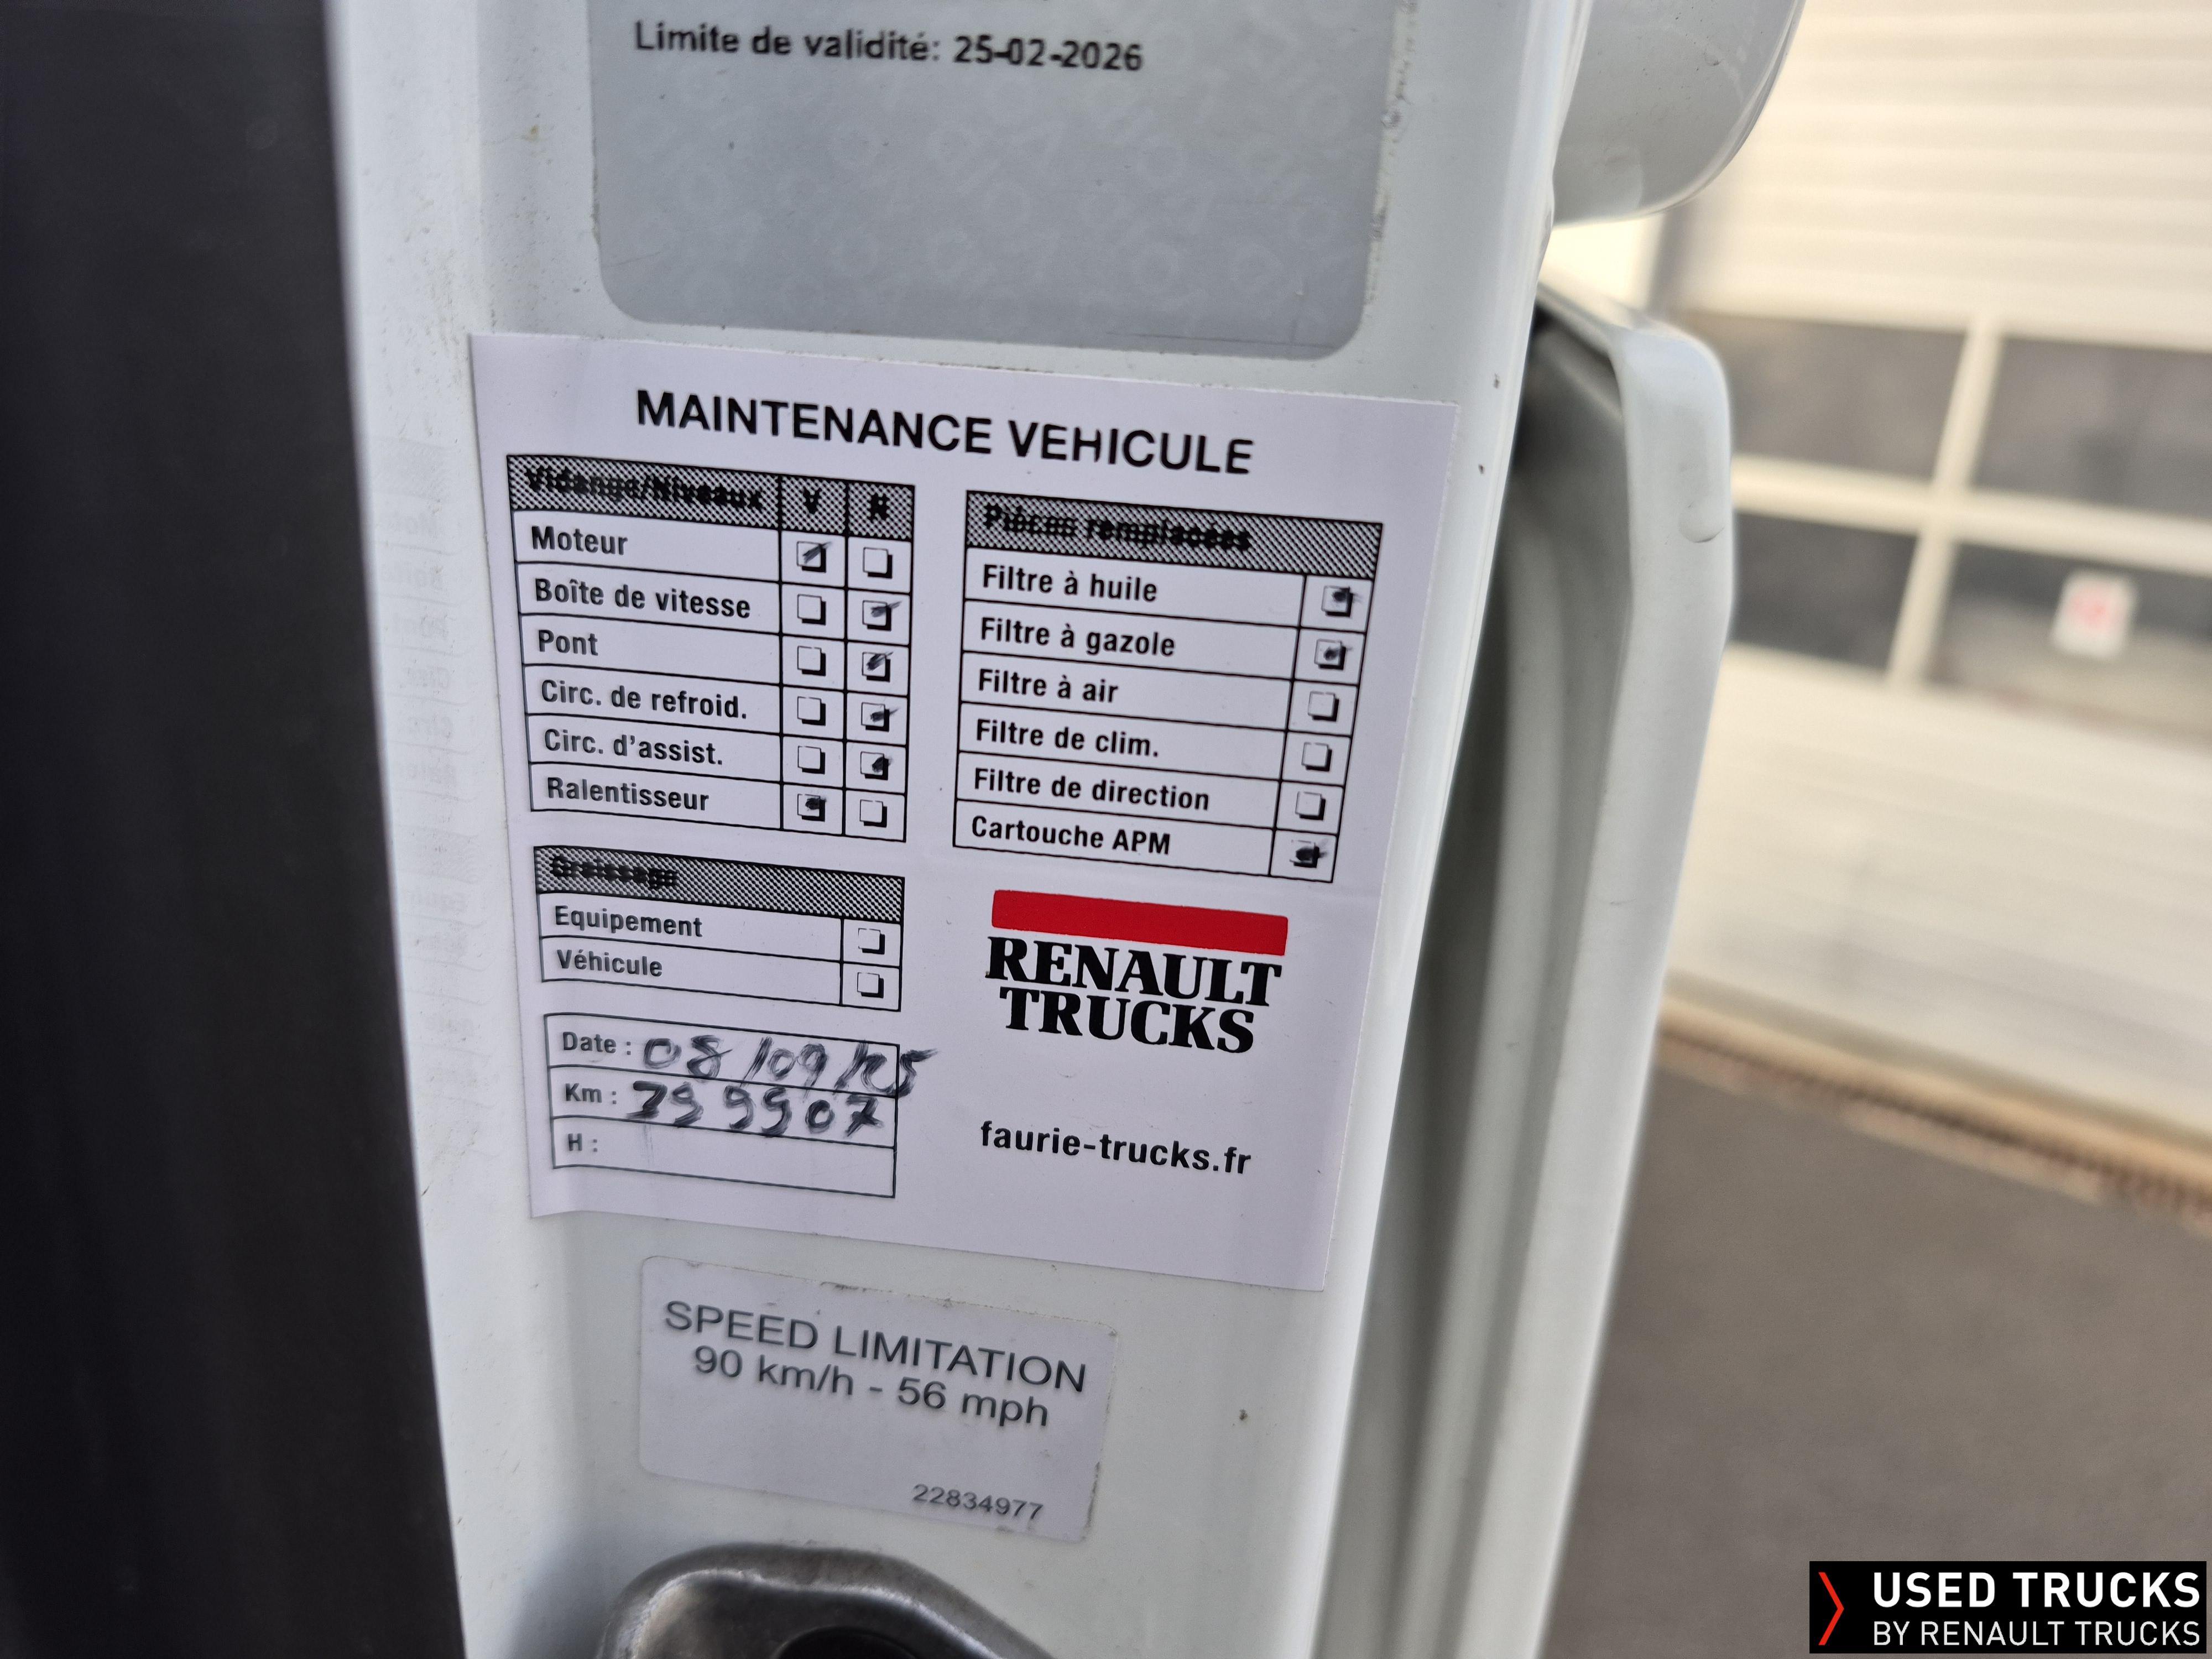 Limite de validité: 25-02-2026
MAINTENANCE VEHICULE
Vidange/Niveaux V N
Moteur
Boîte de vitesse
Pont
Circ. de refroid.
Circ. d'assist.
Ralentisseur
Pièces remplacées
Filtre à huile
Filtre à gazole
Filtre à air
Filtre de clim.
Filtre de direction
Cartouche APM
Graissage
Equipement
Véhicule
Date : 08/09/25
Km : 399907
H :
RENAULT
TRUCKS
faurie-trucks.fr
SPEED LIMITATION
90 km/h - 56 mph
22834977
USED TRUCKS
BY RENAULT TRUCKS